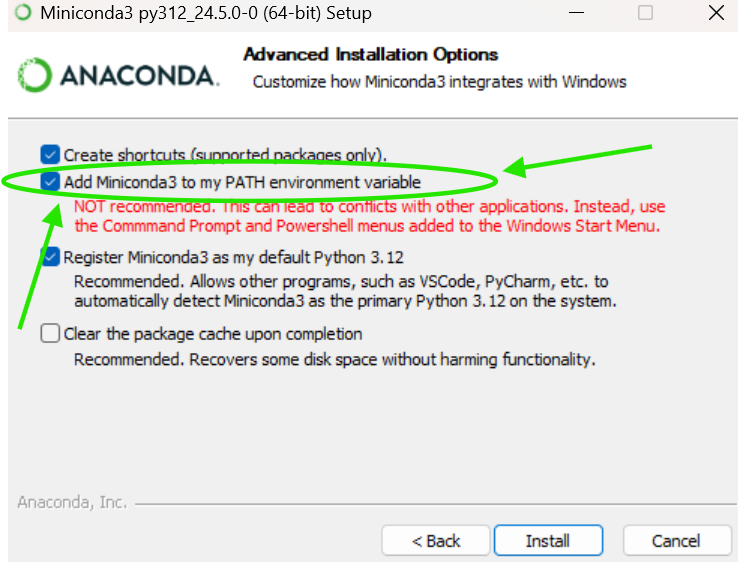 Miniconda3 py312_24.5.0-0 (64-bit) Setup
Advanced Installation Options
ANACONDA.
Customize how Miniconda3 integrates with Windows
Create shortcuts (supported packages only).
Add Miniconda3 to my PATH environment variable
NOT recommended. This can lead to conflicts with other applications. Instead, use
the Commmand Prompt and Powershell menus added to the Windows Start Menu.
Register Miniconda3 as my default Python 3.12
Recommended. Allows other programs, such as VSCode, PyCharm, etc. to
automatically detect Miniconda3 as the primary Python 3.12 on the system.
Clear the package cache upon completion
Recommended. Recovers some disk space without harming functionality.
Anaconda, Inc.
< Back
Install
Cancel